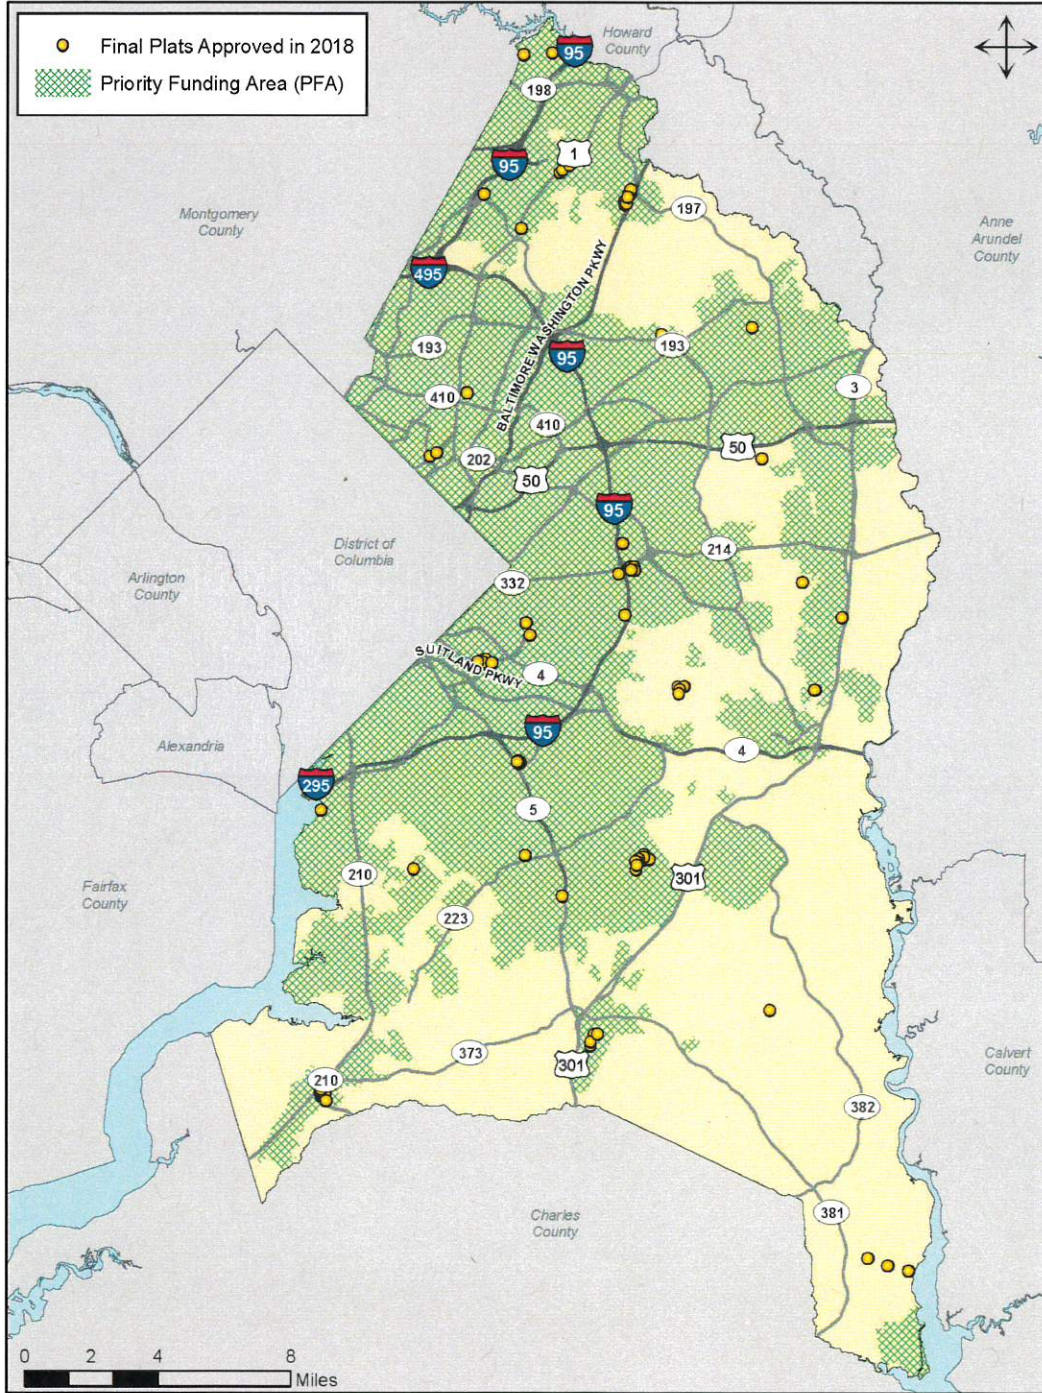 Final Plats Approved in 2018
Priority Funding Area (PFA)
Howard
County
95
198
1
95
197
Montgomery
County
Anne
Arundel
County
495
BALTIMORE WASHINGTON PKWY
193
95
193
3
410
410
202
50
50
95
District of
Columbia
214
332
Arlington
County
SUITLAND PKWY
4
95
Alexandria
4
295
5
210
301
Fairfax
County
223
373
301
Calvert
County
210
382
381
Charles
County
0 2 4 8
Miles